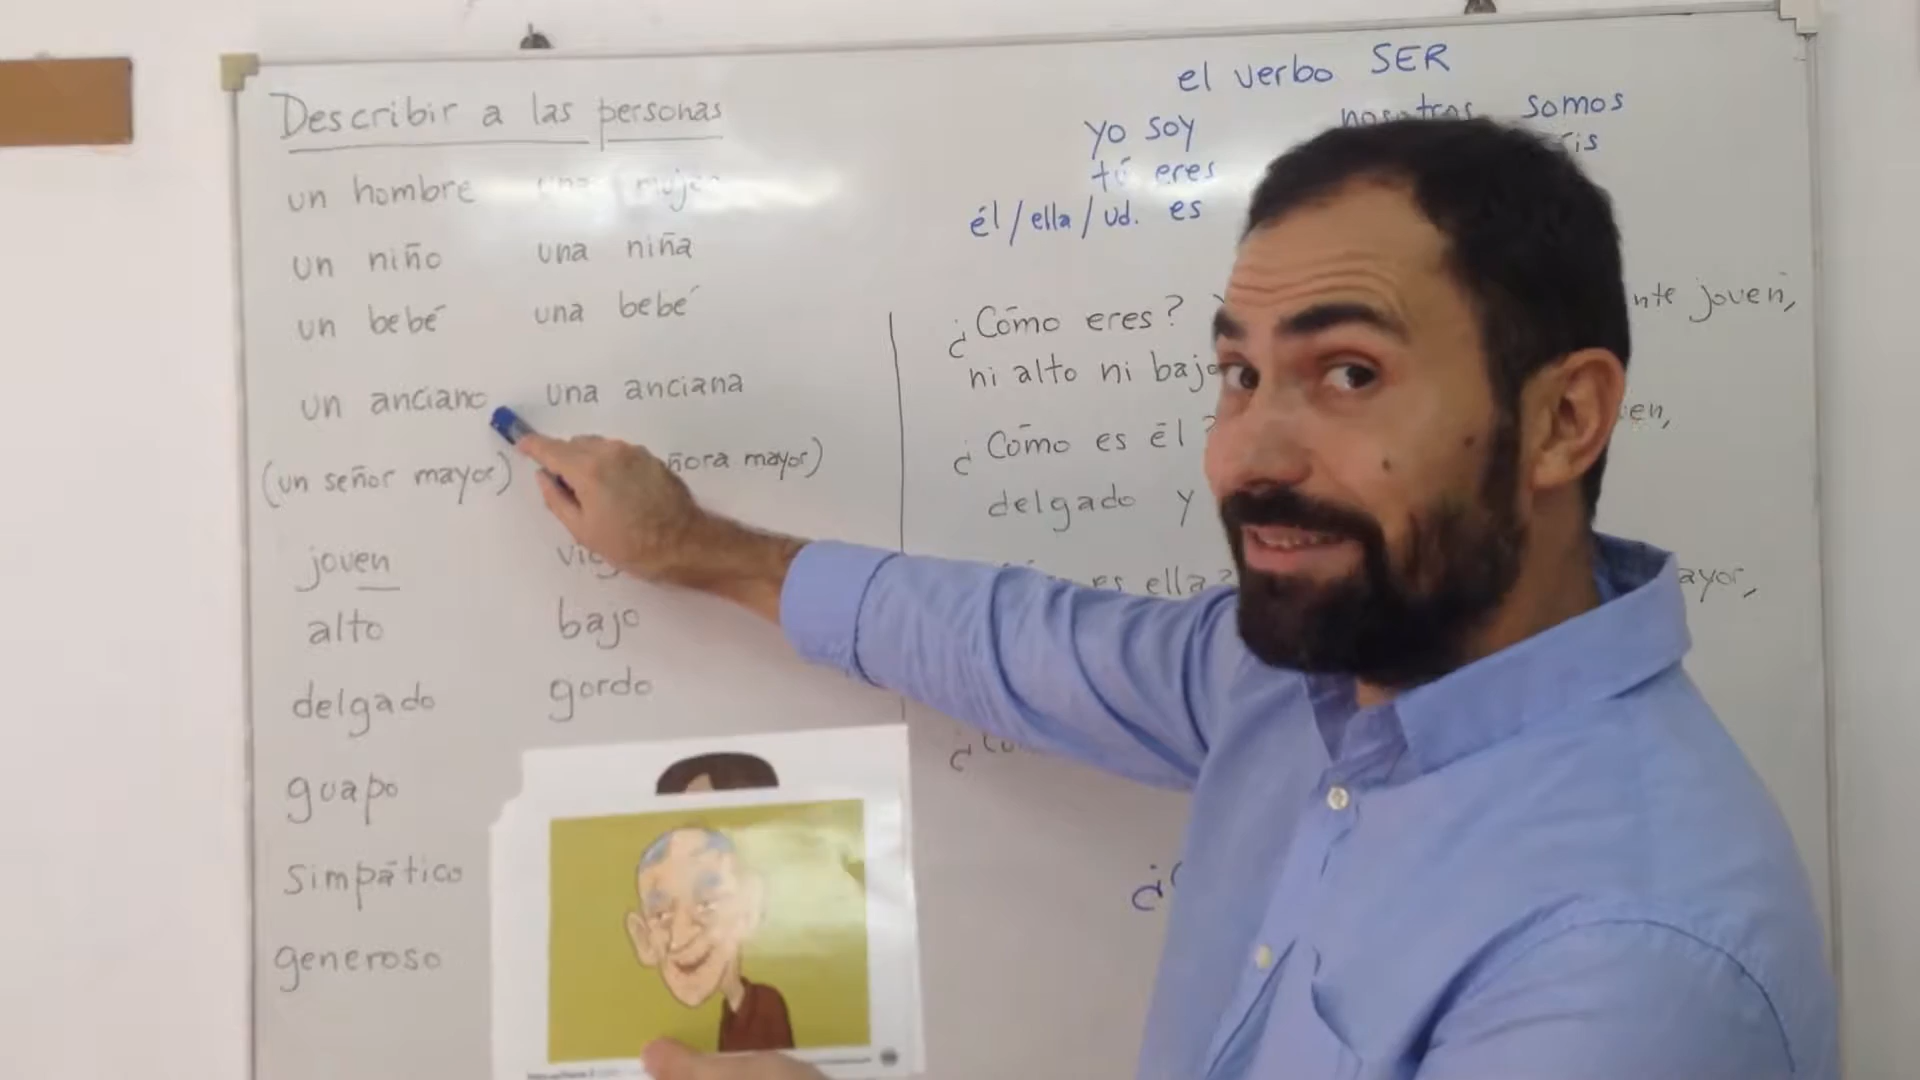 Describir a las personas
un hombre una mujer
un niño una niña
un bebé una bebé
un anciano una anciana
(un señor mayor) ñora mayor)
joven
alto bajo
delgado gordo
guapo
simpático
generoso
el verbo SER
yo soy nosotros somos
tú eres
él/ella/ud. es
¿Cómo eres? joven,
ni alto ni bajo
¿Cómo es él?
delgado y
es ella?